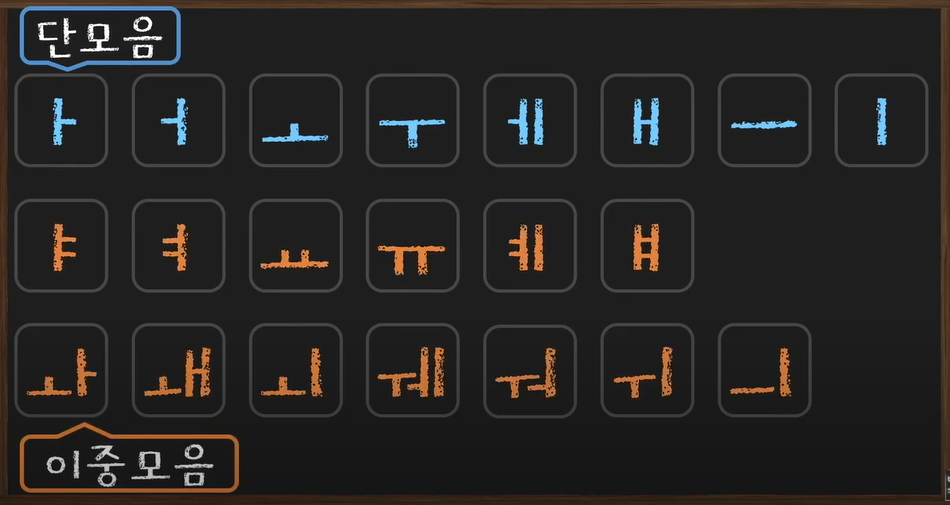 단모음
ㅏ ㅓ ㅗ ㅜ ㅔ ㅐ ㅡ ㅣ
ㅑ ㅕ ㅛ ㅠ ㅖ ㅒ
ㅘ ㅙ ㅚ ㅞ ㅝ ㅟ ㅢ
이중모음